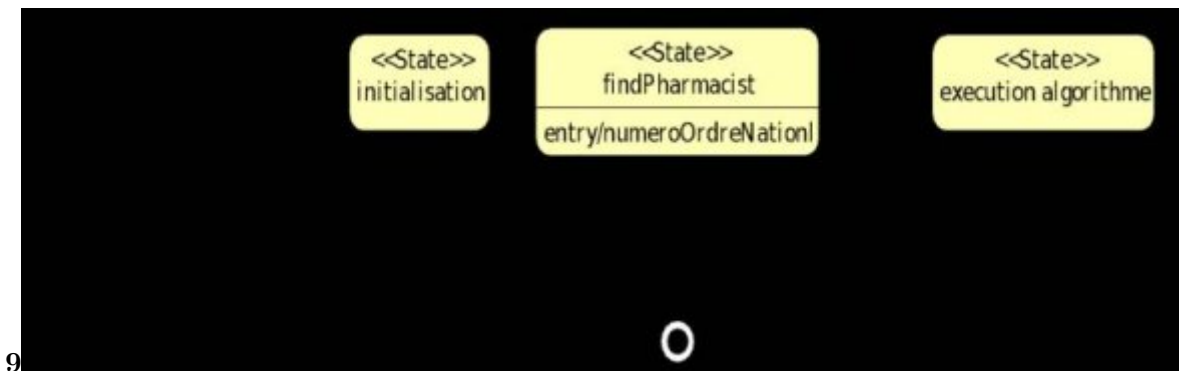 <<State>>
initialisation
<<State>>
findPharmacist
entry/numeroOrdreNationl
<<State>>
execution algorithme
9